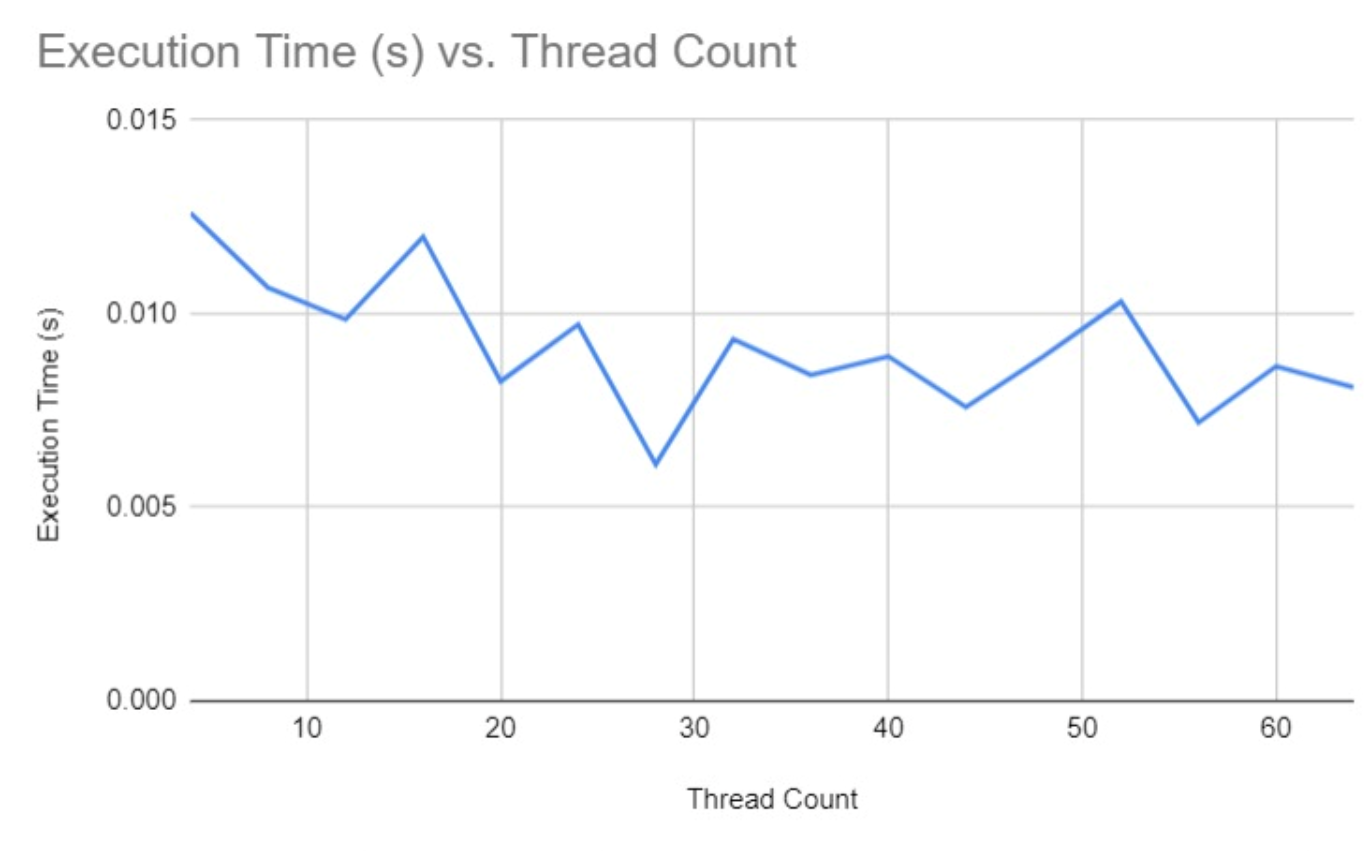 Execution Time (s) vs. Thread Count
0.015
0.010
0.005
0.000
Execution Time (s)
10 20 30 40 50 60
Thread Count